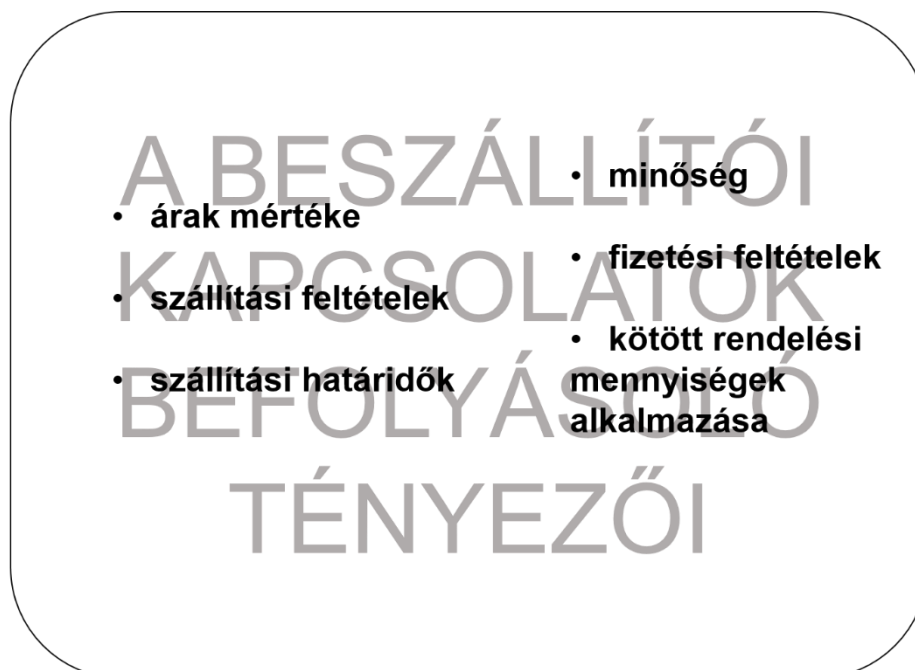 A BESZÁLLÍTÓI
KAPCSOLATOK
BEFOLYÁSOLÓ
TÉNYEZŐI
• árak mértéke
• szállítási feltételek
• szállítási határidők
• minőség
• fizetési feltételek
• kötött rendelési
mennyiségek
alkalmazása